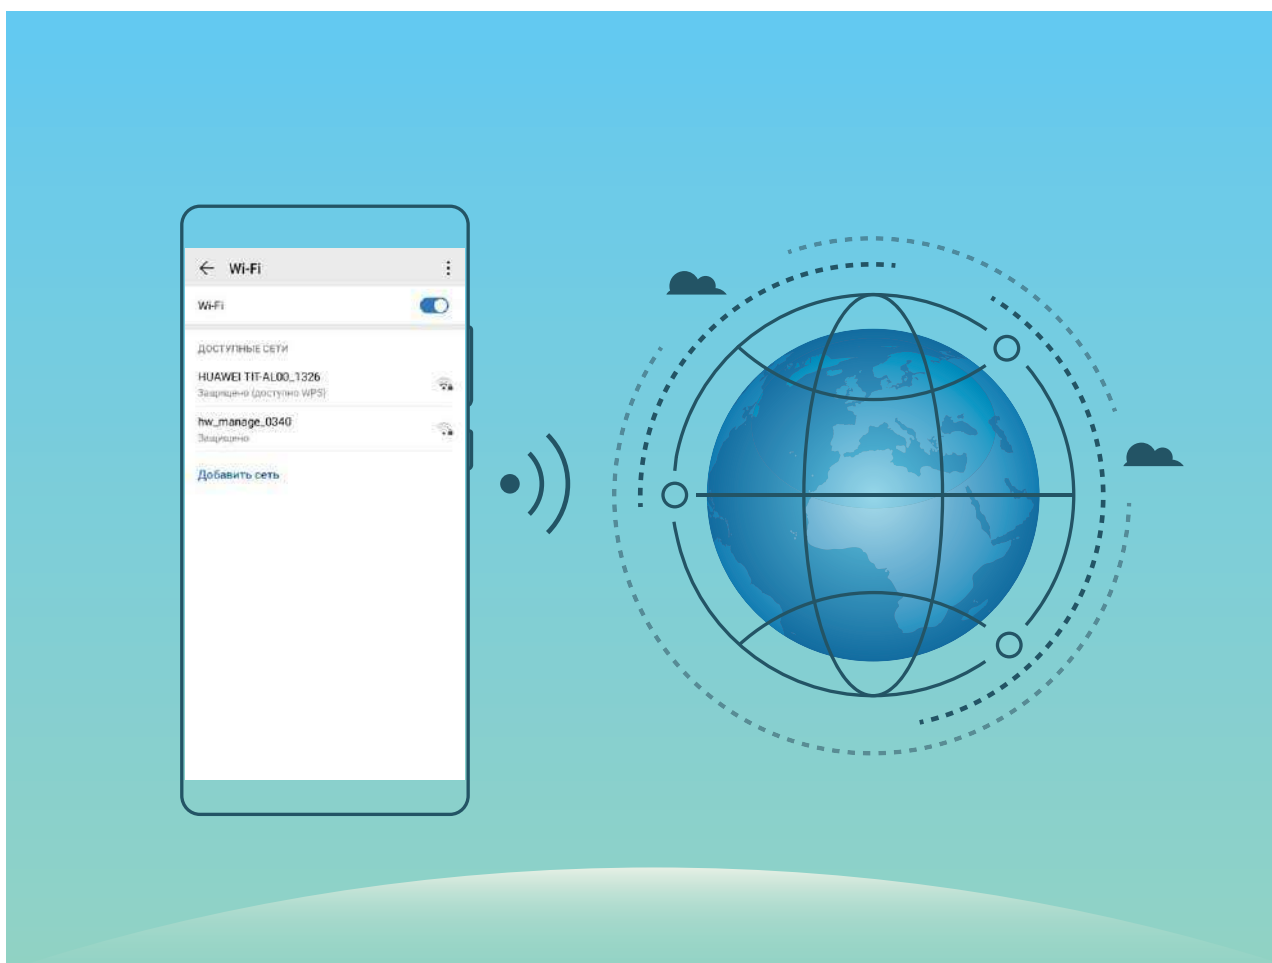 Wi-Fi
Wi-Fi
ДОСТУПНЫЕ СЕТИ
HUAWEI TIT-AL00_1326
Защищено (доступно WPS)
hw_manage_0340
Защищено
Добавить сеть